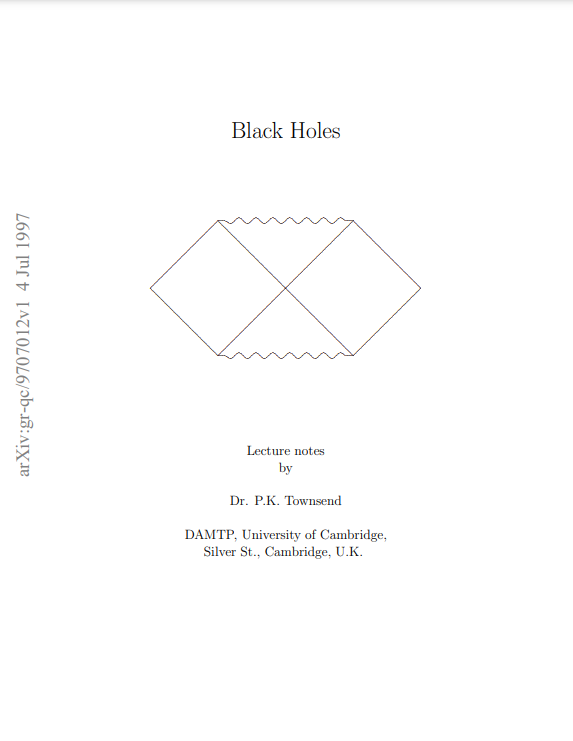 Black Holes
arXiv:gr-qc/9707012v1 4 Jul 1997
Lecture notes
by
Dr. P.K. Townsend
DAMTP, University of Cambridge,
Silver St., Cambridge, U.K.